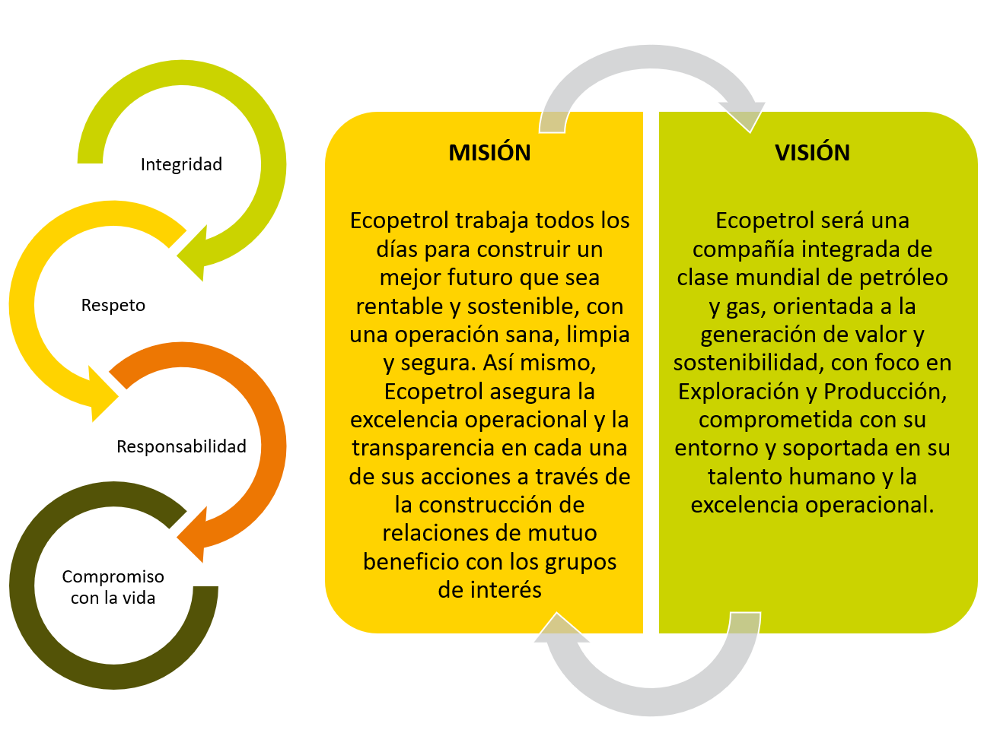 Integridad
Respeto
Responsabilidad
Compromiso
con la vida
MISIÓN
Ecopetrol trabaja todos los
días para construir un
mejor futuro que sea
rentable y sostenible, con
una operación sana, limpia
y segura. Así mismo,
Ecopetrol asegura la
excelencia operacional y la
transparencia en cada una
de sus acciones a través de
la construcción de
relaciones de mutuo
beneficio con los grupos
de interés
VISIÓN
Ecopetrol será una
compañía integrada de
clase mundial de petróleo
y gas, orientada a la
generación de valor y
sostenibilidad, con foco en
Exploración y Producción,
comprometida con su
entorno y soportada en su
talento humano y la
excelencia operacional.